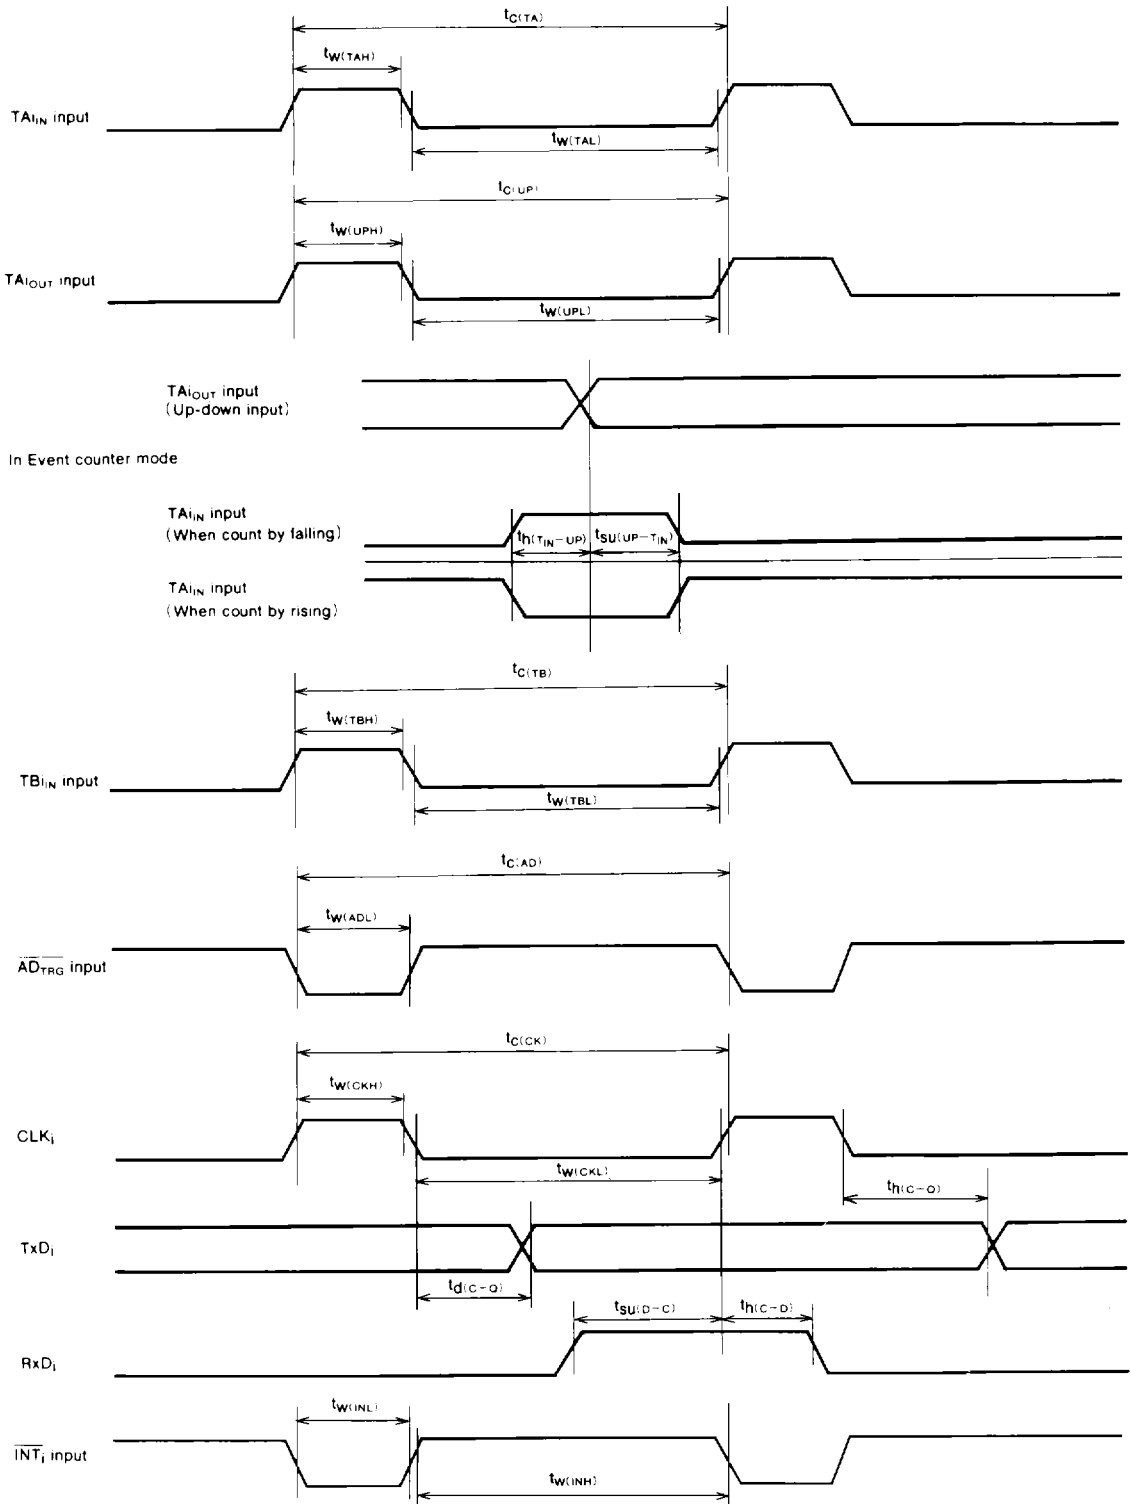 tC(TA)
tW(TAH)
TAiIN input
tW(TAL)
tC(UP)
tW(UPH)
TAiOUT input
tW(UPL)
TAiOUT input
(Up-down input)
In Event counter mode
TAiIN input
(When count by falling)
th(TIN-UP)
tsu(UP-TIN)
TAiIN input
(When count by rising)
tC(TB)
tW(TBH)
TBiIN input
tW(TBL)
tC(AD)
tW(ADL)
ADTRG input
tC(CK)
tW(CKH)
CLKi
tW(CKL)
th(C-Q)
TxDi
td(C-Q)
tsu(D-C)
th(C-D)
RxDi
tW(INL)
INTi input
tW(INH)